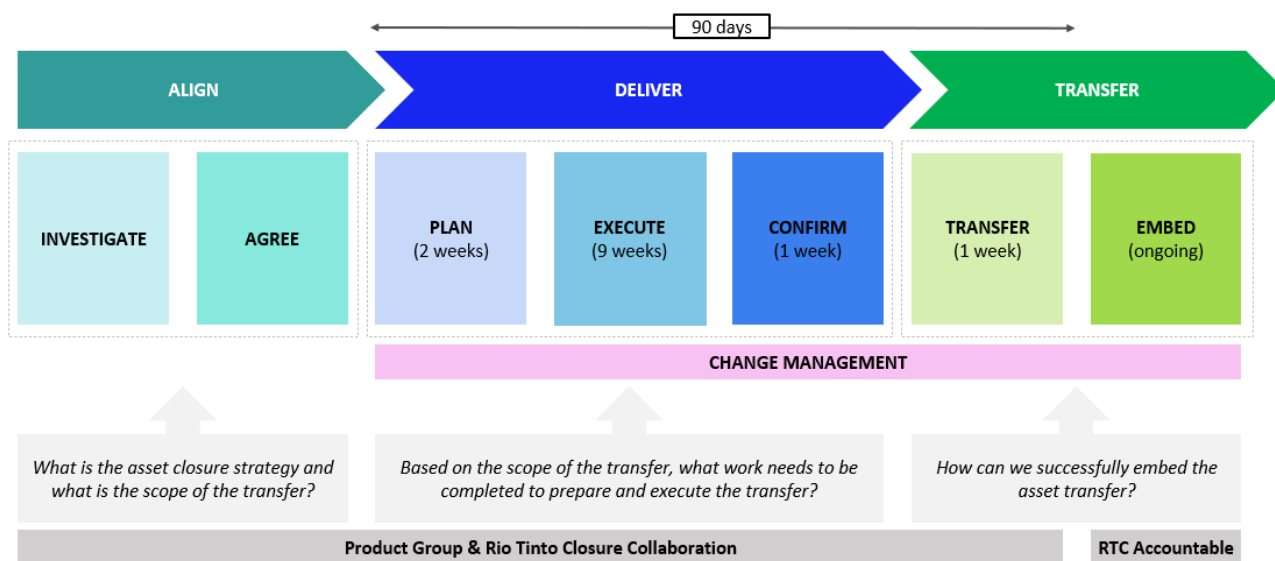 90 days
ALIGN
DELIVER
TRANSFER
INVESTIGATE
AGREE
PLAN
(2 weeks)
EXECUTE
(9 weeks)
CONFIRM
(1 week)
TRANSFER
(1 week)
EMBED
(ongoing)
CHANGE MANAGEMENT
What is the asset closure strategy and
what is the scope of the transfer?
Based on the scope of the transfer, what work needs to be
completed to prepare and execute the transfer?
How can we successfully embed the
asset transfer?
Product Group & Rio Tinto Closure Collaboration
RTC Accountable